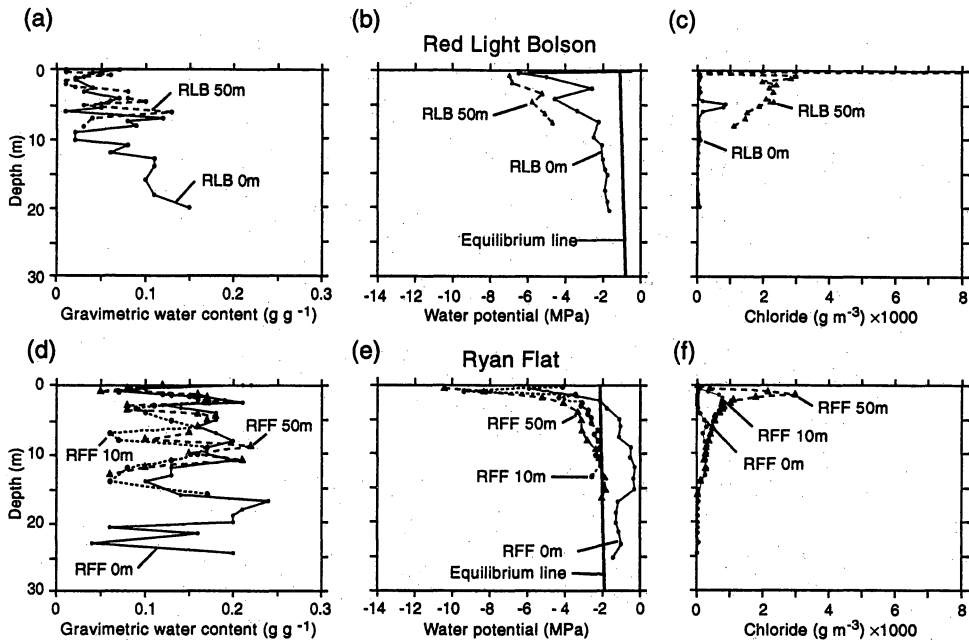 (a)
(b)
(c)
Red Light Bolson
0
10
20
30
Depth (m)
RLB 50m
RLB 0m
0
0.1
0.2
0.3
Gravimetric water content (g g -1)
RLB 50m
RLB 0m
Equilibrium line
-14 -12 -10 -8 -6 -4 -2 0
Water potential (MPa)
RLB 50m
RLB 0m
0 2 4 6 8
Chloride (g m-3) ×1000
(d)
(e)
(f)
Ryan Flat
0
10
20
30
Depth (m)
RFF 50m
RFF 10m
RFF 0m
0 0.1 0.2 0.3
Gravimetric water content (g g -1)
RFF 50m
RFF 10m
RFF 0m
Equilibrium line
-14 -12 -10 -8 -6 -4 -2 0
Water potential (MPa)
RFF 50m
RFF 10m
RFF 0m
0 2 4 6 8
Chloride (g m-3) ×1000